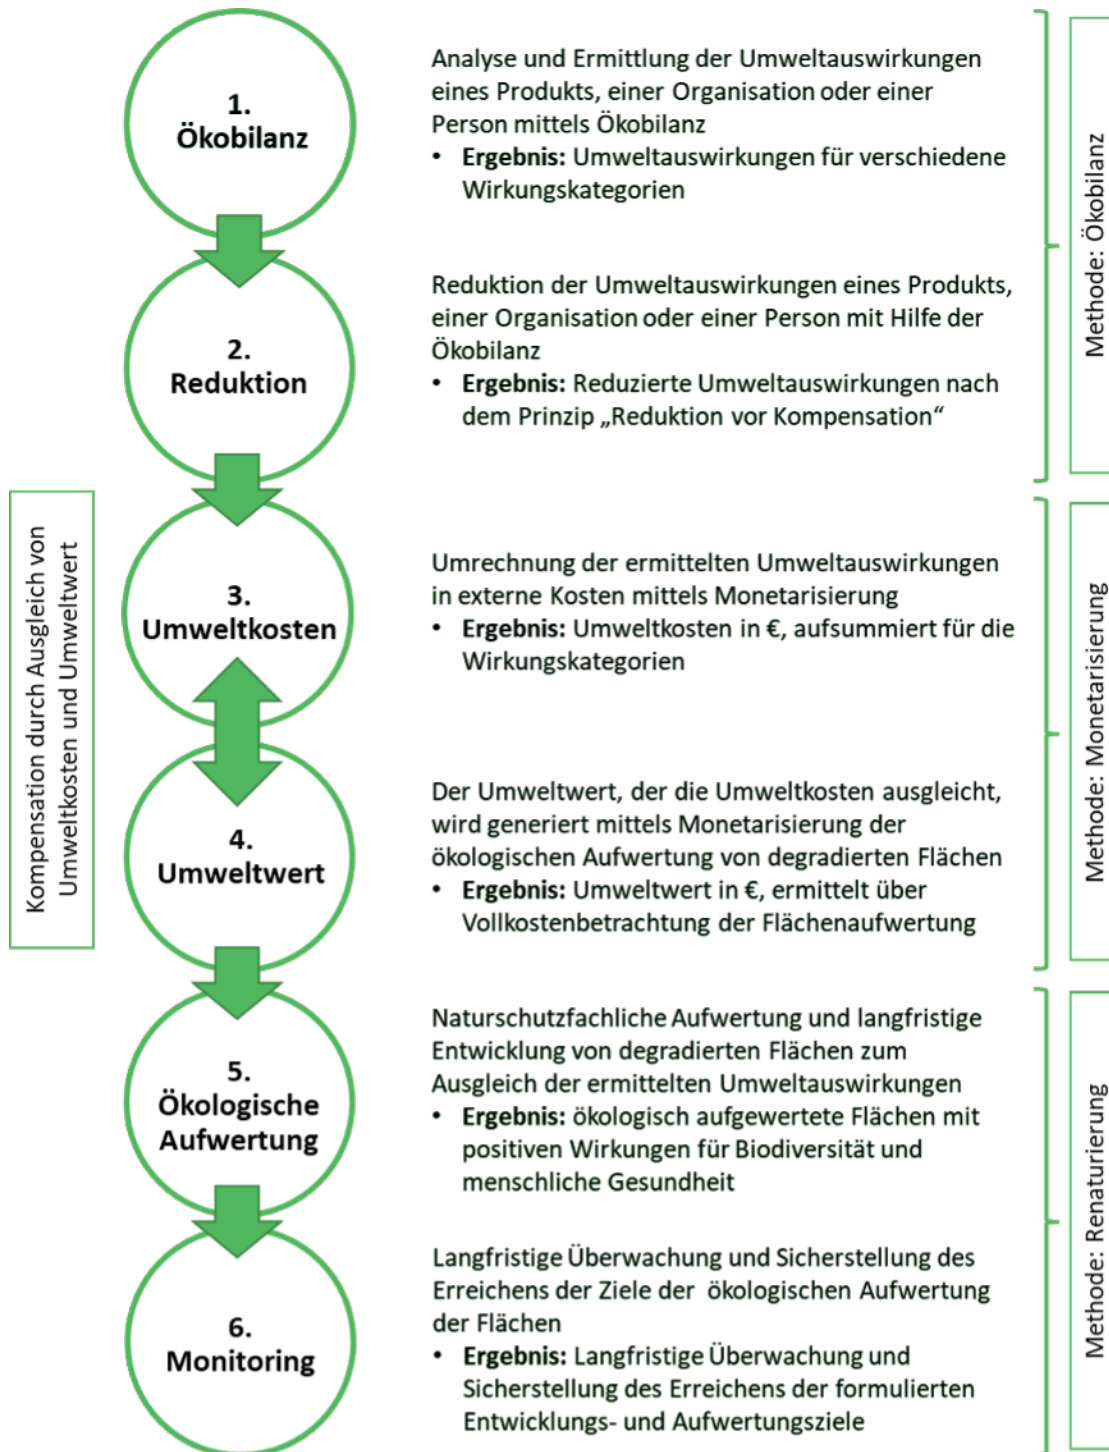 1.
Ökobilanz
Analyse und Ermittlung der Umweltauswirkungen
eines Produkts, einer Organisation oder einer
Person mittels Ökobilanz
• Ergebnis: Umweltauswirkungen für verschiedene
Wirkungskategorien
2.
Reduktion
Reduktion der Umweltauswirkungen eines Produkts,
einer Organisation oder einer Person mit Hilfe der
Ökobilanz
• Ergebnis: Reduzierte Umweltauswirkungen nach
dem Prinzip „Reduktion vor Kompensation“
Methode: Ökobilanz
Kompensation durch Ausgleich von
Umweltkosten und Umweltwert
3.
Umweltkosten
Umrechnung der ermittelten Umweltauswirkungen
in externe Kosten mittels Monetarisierung
• Ergebnis: Umweltkosten in €, aufsummiert für die
Wirkungskategorien
4.
Umweltwert
Der Umweltwert, der die Umweltkosten ausgleicht,
wird generiert mittels Monetarisierung der
ökologischen Aufwertung von degradierten Flächen
• Ergebnis: Umweltwert in €, ermittelt über
Vollkostenbetrachtung der Flächenaufwertung
Methode: Monetarisierung
5.
Ökologische
Aufwertung
Naturschutzfachliche Aufwertung und langfristige
Entwicklung von degradierten Flächen zum
Ausgleich der ermittelten Umweltauswirkungen
• Ergebnis: ökologisch aufgewertete Flächen mit
positiven Wirkungen für Biodiversität und
menschliche Gesundheit
6.
Monitoring
Langfristige Überwachung und Sicherstellung des
Erreichens der Ziele der ökologischen Aufwertung
der Flächen
• Ergebnis: Langfristige Überwachung und
Sicherstellung des Erreichens der formulierten
Entwicklungs- und Aufwertungsziele
Methode: Renaturierung